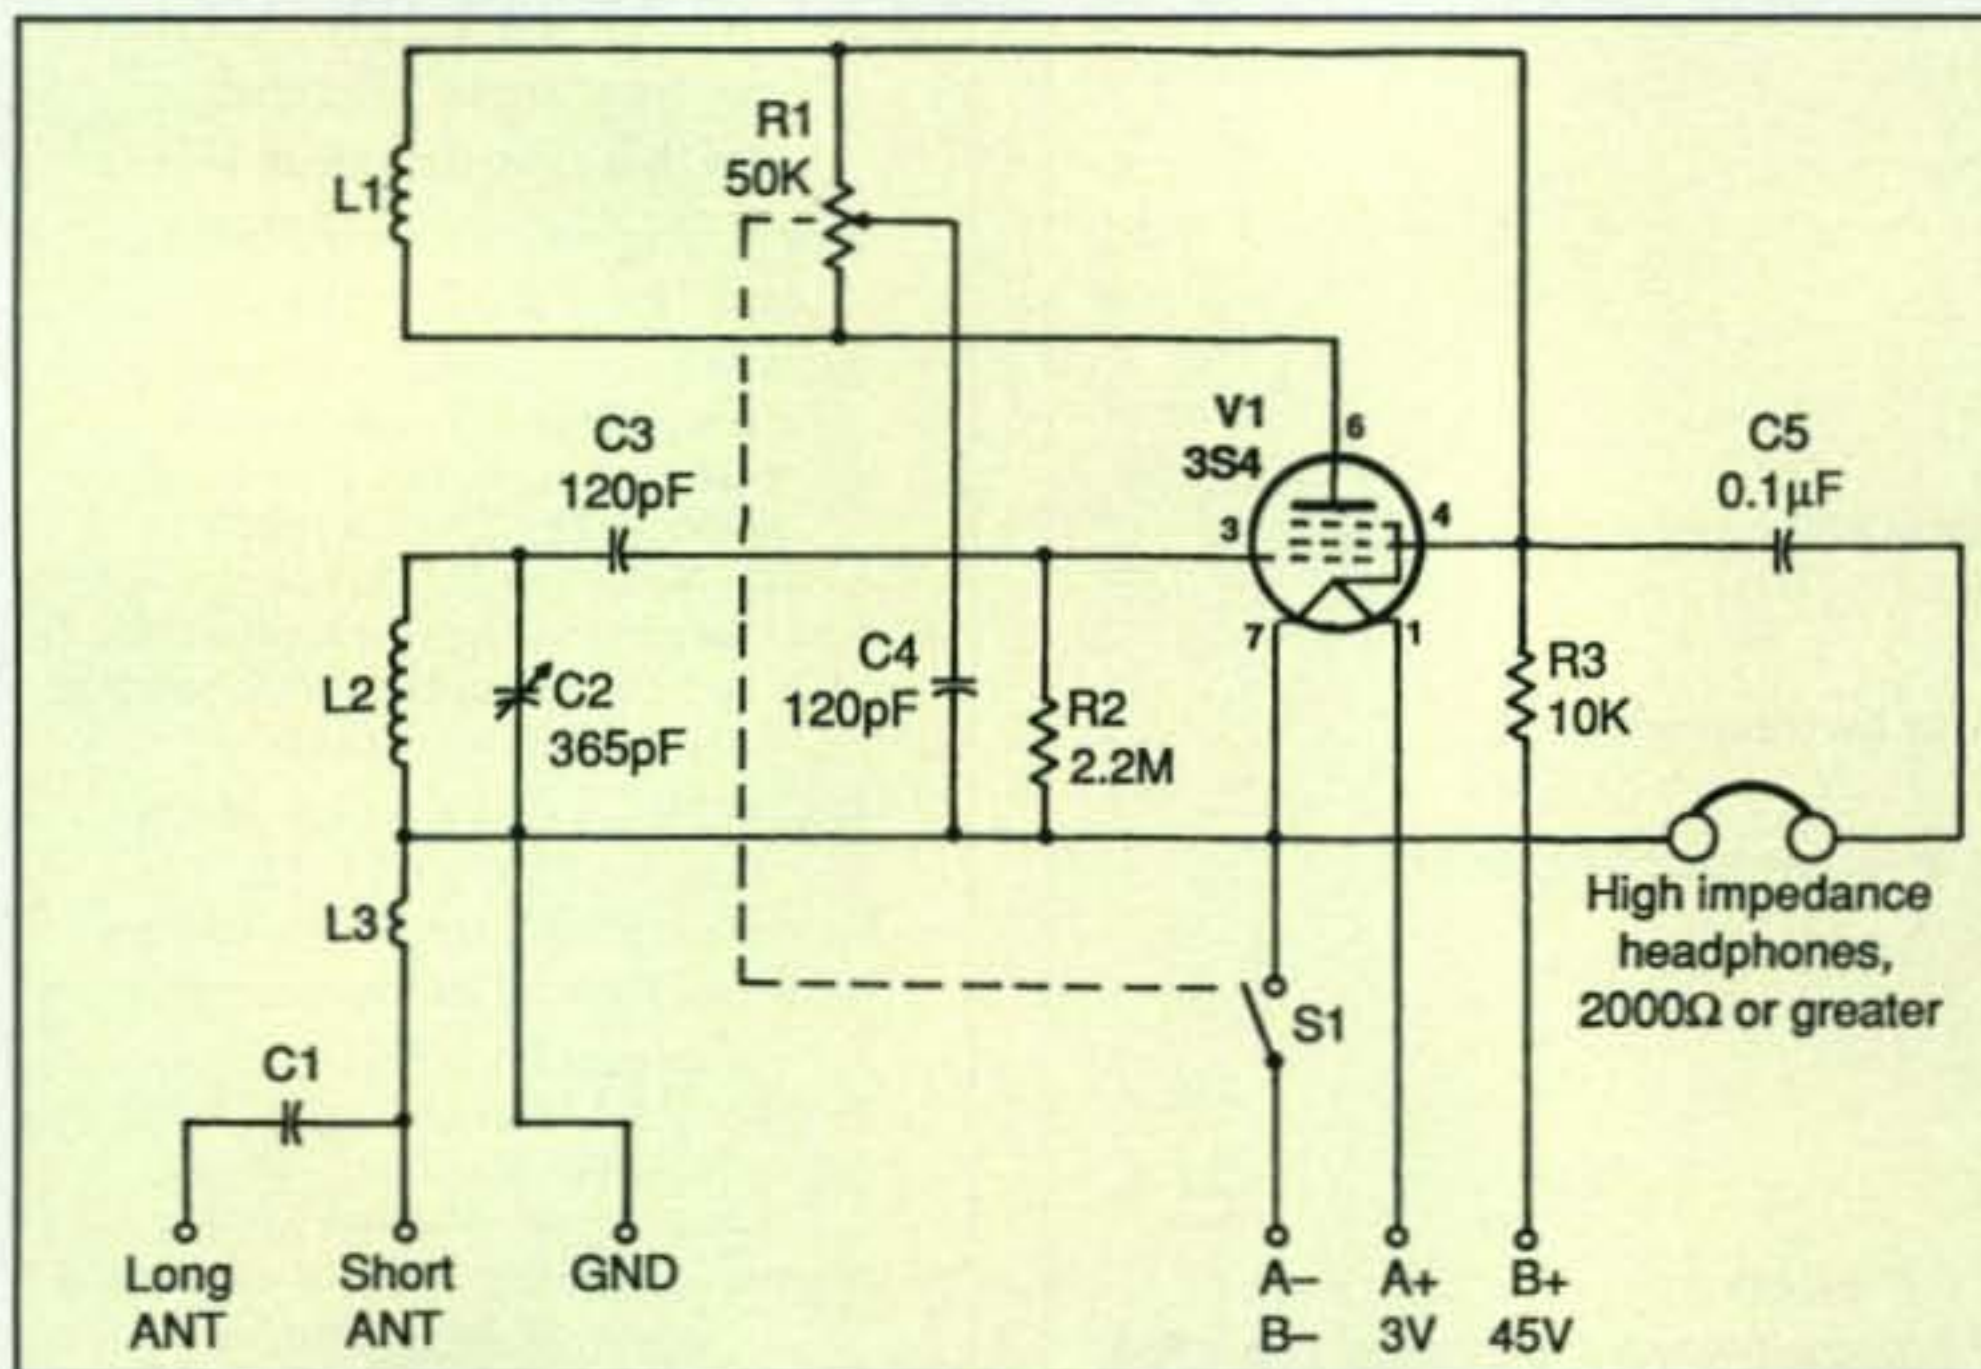 R1
50K
L1
V1
3S4
6
C3
120pF
3
4
C5
0.1µF
7
1
L2
C2
365pF
C4
120pF
R2
2.2M
R3
10K
L3
High impedance
headphones,
2000Ω or greater
S1
C1
Long
ANT
Short
ANT
GND
A–
B–
A+
3V
B+
45V